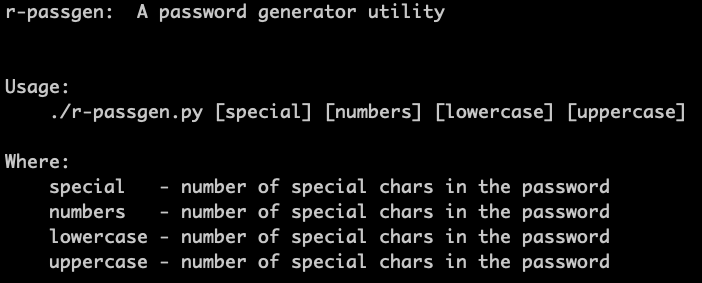 r-passgen:  A password generator utility
Usage:
    ./r-passgen.py [special] [numbers] [lowercase] [uppercase]
Where:
    special   - number of special chars in the password
    numbers   - number of special chars in the password
    lowercase - number of special chars in the password
    uppercase - number of special chars in the password